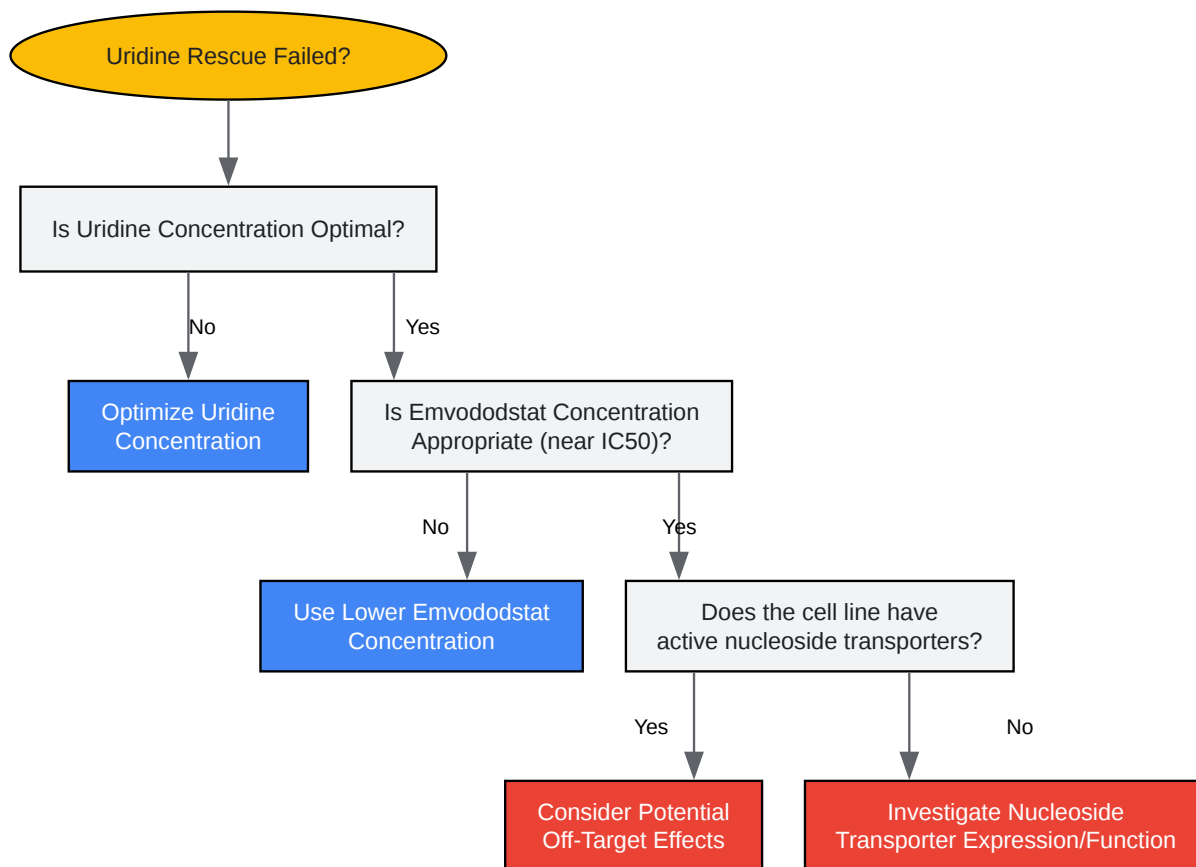 Uridine Rescue Failed?
Is Uridine Concentration Optimal?
No
Yes
Optimize Uridine
Concentration
Is Emvododstat Concentration
Appropriate (near IC50)?
No
Yes
Use Lower Emvododstat
Concentration
Does the cell line have
active nucleoside transporters?
Yes
No
Consider Potential
Off-Target Effects
Investigate Nucleoside
Transporter Expression/Function